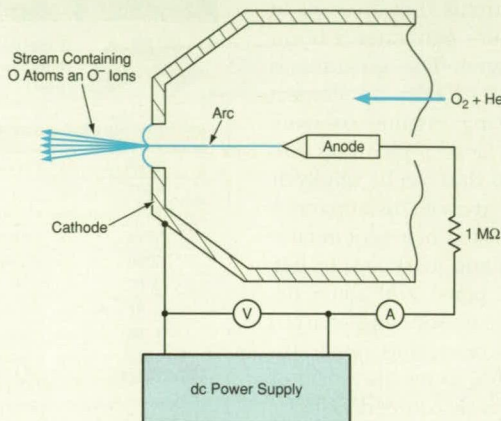 Stream Containing
O Atoms an O⁻ Ions
Arc
O₂ + He
Anode
Cathode
1 MΩ
V
A
dc Power Supply